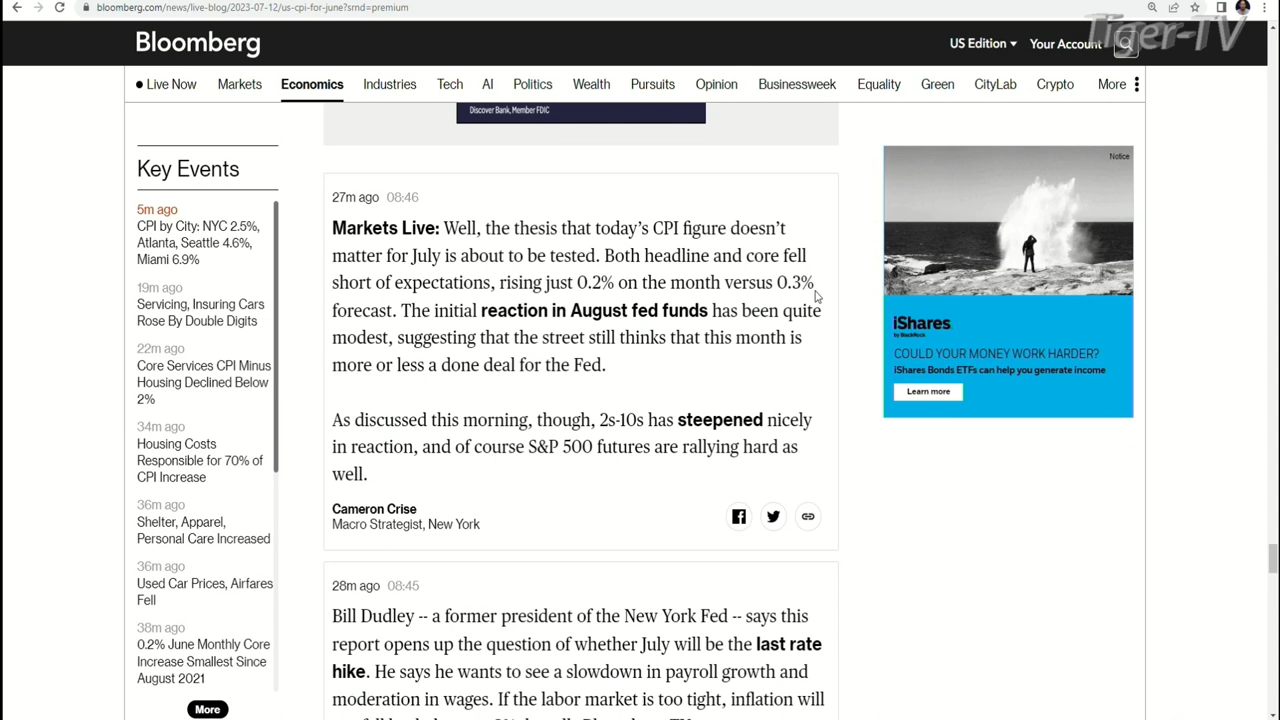 bloomberg.com/news/live-blog/2023-07-12/us-cpi-for-june?srnd=premium
Tiger-TV
Bloomberg
US Edition
Your Account
Live Now
Markets
Economics
Industries
Tech
AI
Politics
Wealth
Pursuits
Opinion
Businessweek
Equality
Green
CityLab
Crypto
More
Discover Bank, Member FDIC
Key Events
5m ago
CPI by City: NYC 2.5%,
Atlanta, Seattle 4.6%,
Miami 6.9%
19m ago
Servicing, Insuring Cars
Rose By Double Digits
22m ago
Core Services CPI Minus
Housing Declined Below
2%
34m ago
Housing Costs
Responsible for 70% of
CPI Increase
36m ago
Shelter, Apparel,
Personal Care Increased
36m ago
Used Car Prices, Airfares
Fell
38m ago
0.2% June Monthly Core
Increase Smallest Since
August 2021
More
27m ago 08:46
Markets Live: Well, the thesis that today's CPI figure doesn't
matter for July is about to be tested. Both headline and core fell
short of expectations, rising just 0.2% on the month versus 0.3%
forecast. The initial reaction in August fed funds has been quite
modest, suggesting that the street still thinks that this month is
more or less a done deal for the Fed.
As discussed this morning, though, 2s-10s has steepened nicely
in reaction, and of course S&P 500 futures are rallying hard as
well.
Cameron Crise
Macro Strategist, New York
28m ago 08:45
Bill Dudley -- a former president of the New York Fed -- says this
report opens up the question of whether July will be the last rate
hike. He says he wants to see a slowdown in payroll growth and
moderation in wages. If the labor market is too tight, inflation will
Notice
iShares
by BlackRock
COULD YOUR MONEY WORK HARDER?
iShares Bonds ETFs can help you generate income
Learn more